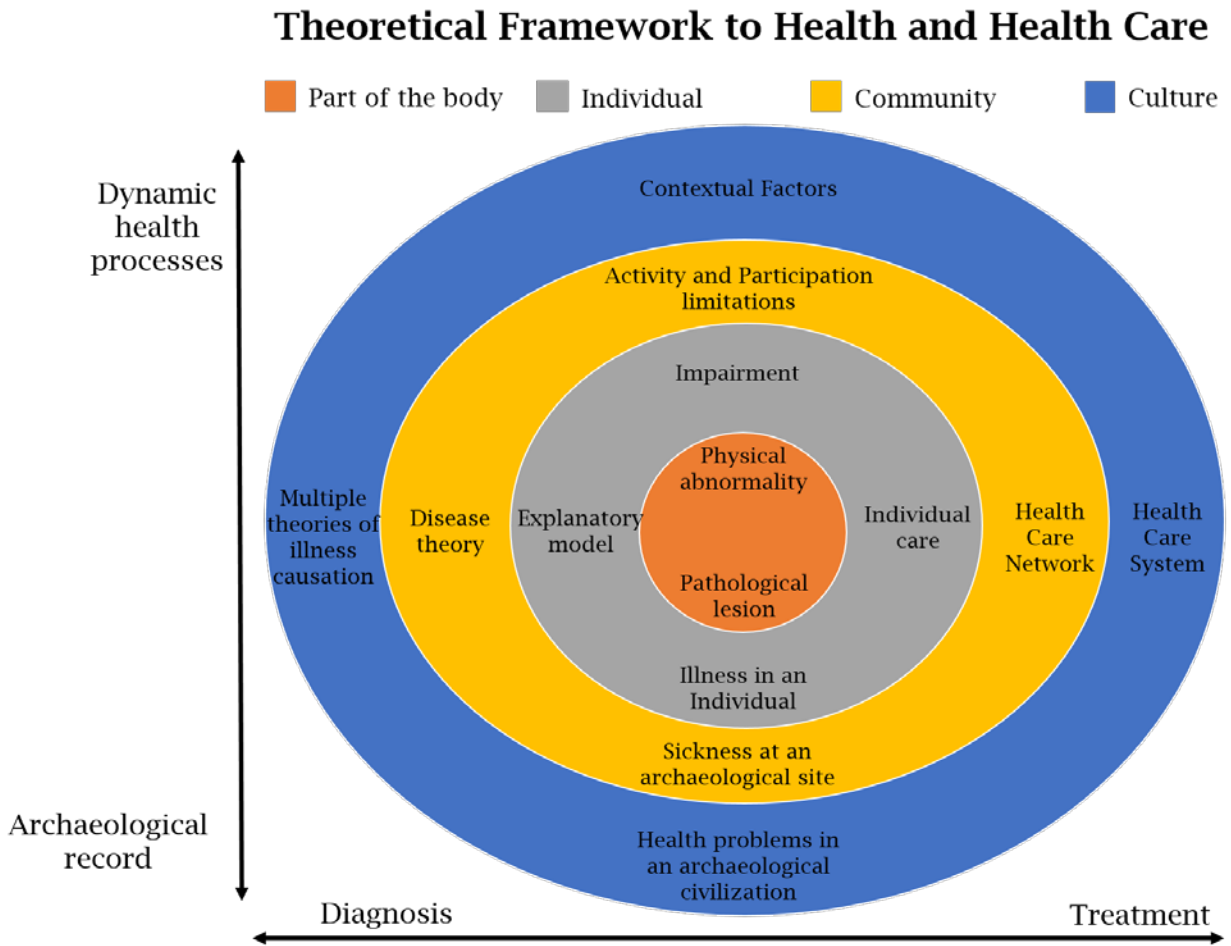 Theoretical Framework to Health and Health Care
Part of the body
Individual
Community
Culture
Dynamic
health
processes
Contextual Factors
Activity and Participation
limitations
Impairment
Physical
abnormality
Multiple
theories of
illness
causation
Disease
theory
Explanatory
model
Individual
care
Health
Care
Network
Health
Care
System
Pathological
lesion
Illness in an
Individual
Sickness at an
archaeological site
Health problems in
an archaeological
civilization
Archaeological
record
Diagnosis
Treatment